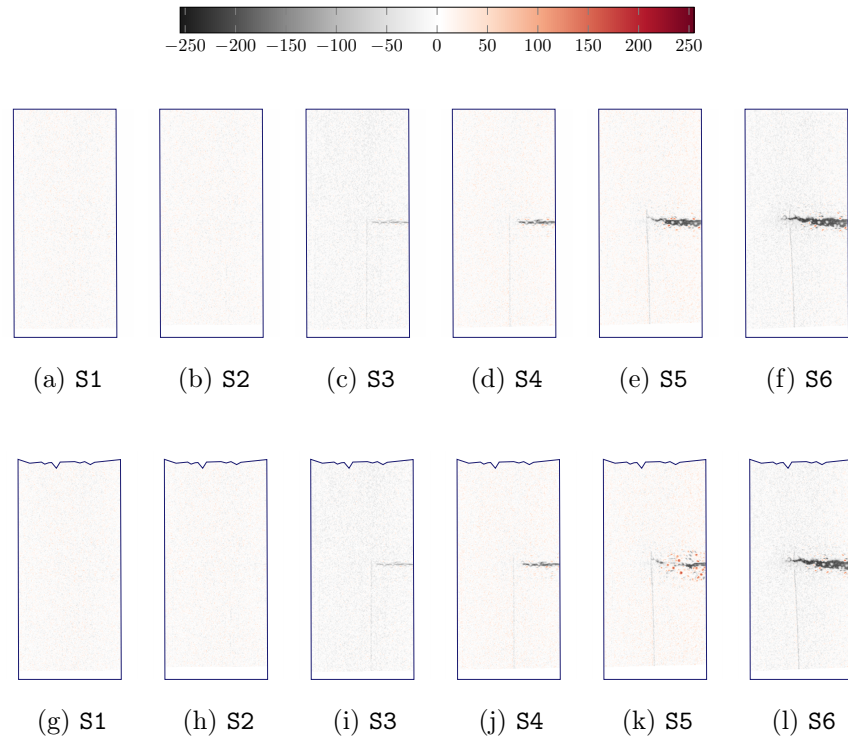 −250 −200 −150 −100 −50 0 50 100 150 200 250
(a) S1 (b) S2 (c) S3 (d) S4 (e) S5 (f) S6
(g) S1 (h) S2 (i) S3 (j) S4 (k) S5 (l) S6